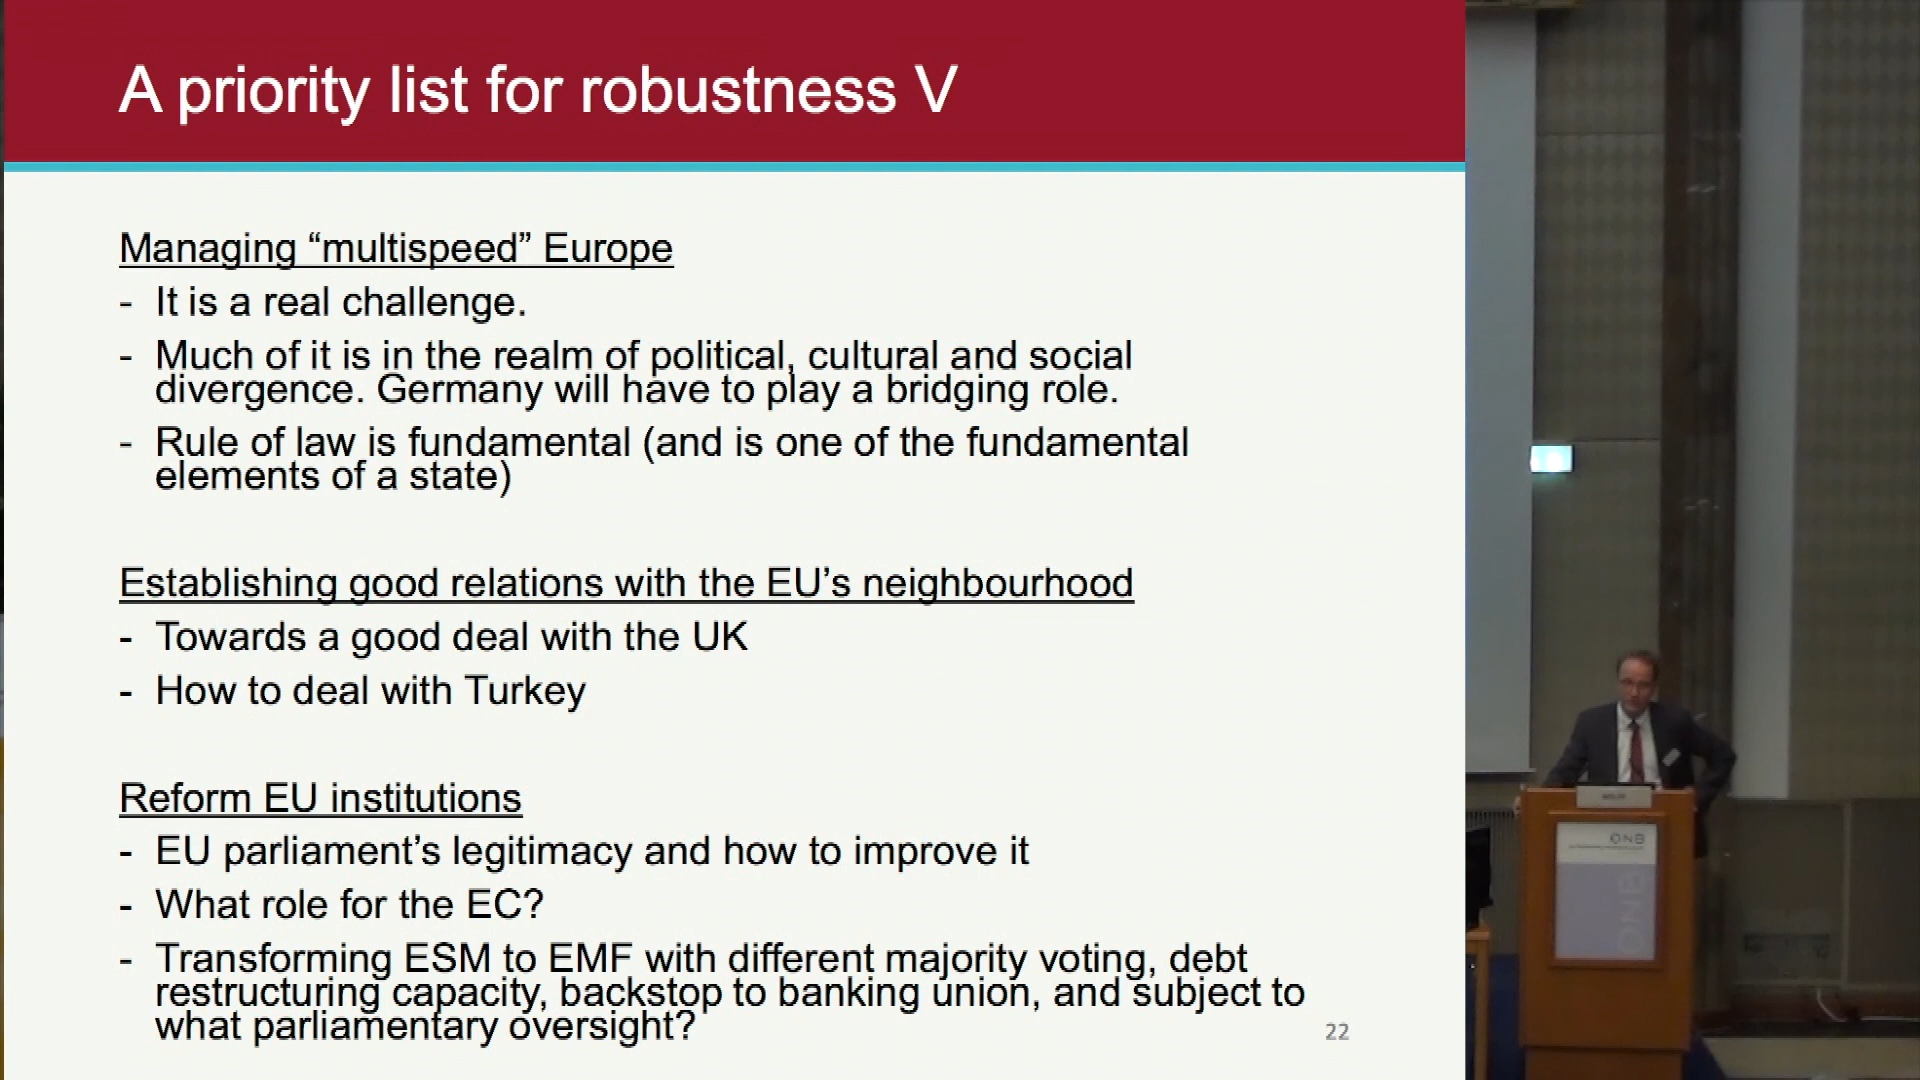 A priority list for robustness V
Managing “multispeed” Europe
- It is a real challenge.
- Much of it is in the realm of political, cultural and social
divergence. Germany will have to play a bridging role.
- Rule of law is fundamental (and is one of the fundamental
elements of a state)
Establishing good relations with the EU’s neighbourhood
- Towards a good deal with the UK
- How to deal with Turkey
Reform EU institutions
- EU parliament’s legitimacy and how to improve it
- What role for the EC?
- Transforming ESM to EMF with different majority voting, debt
restructuring capacity, backstop to banking union, and subject to
what parliamentary oversight?
22